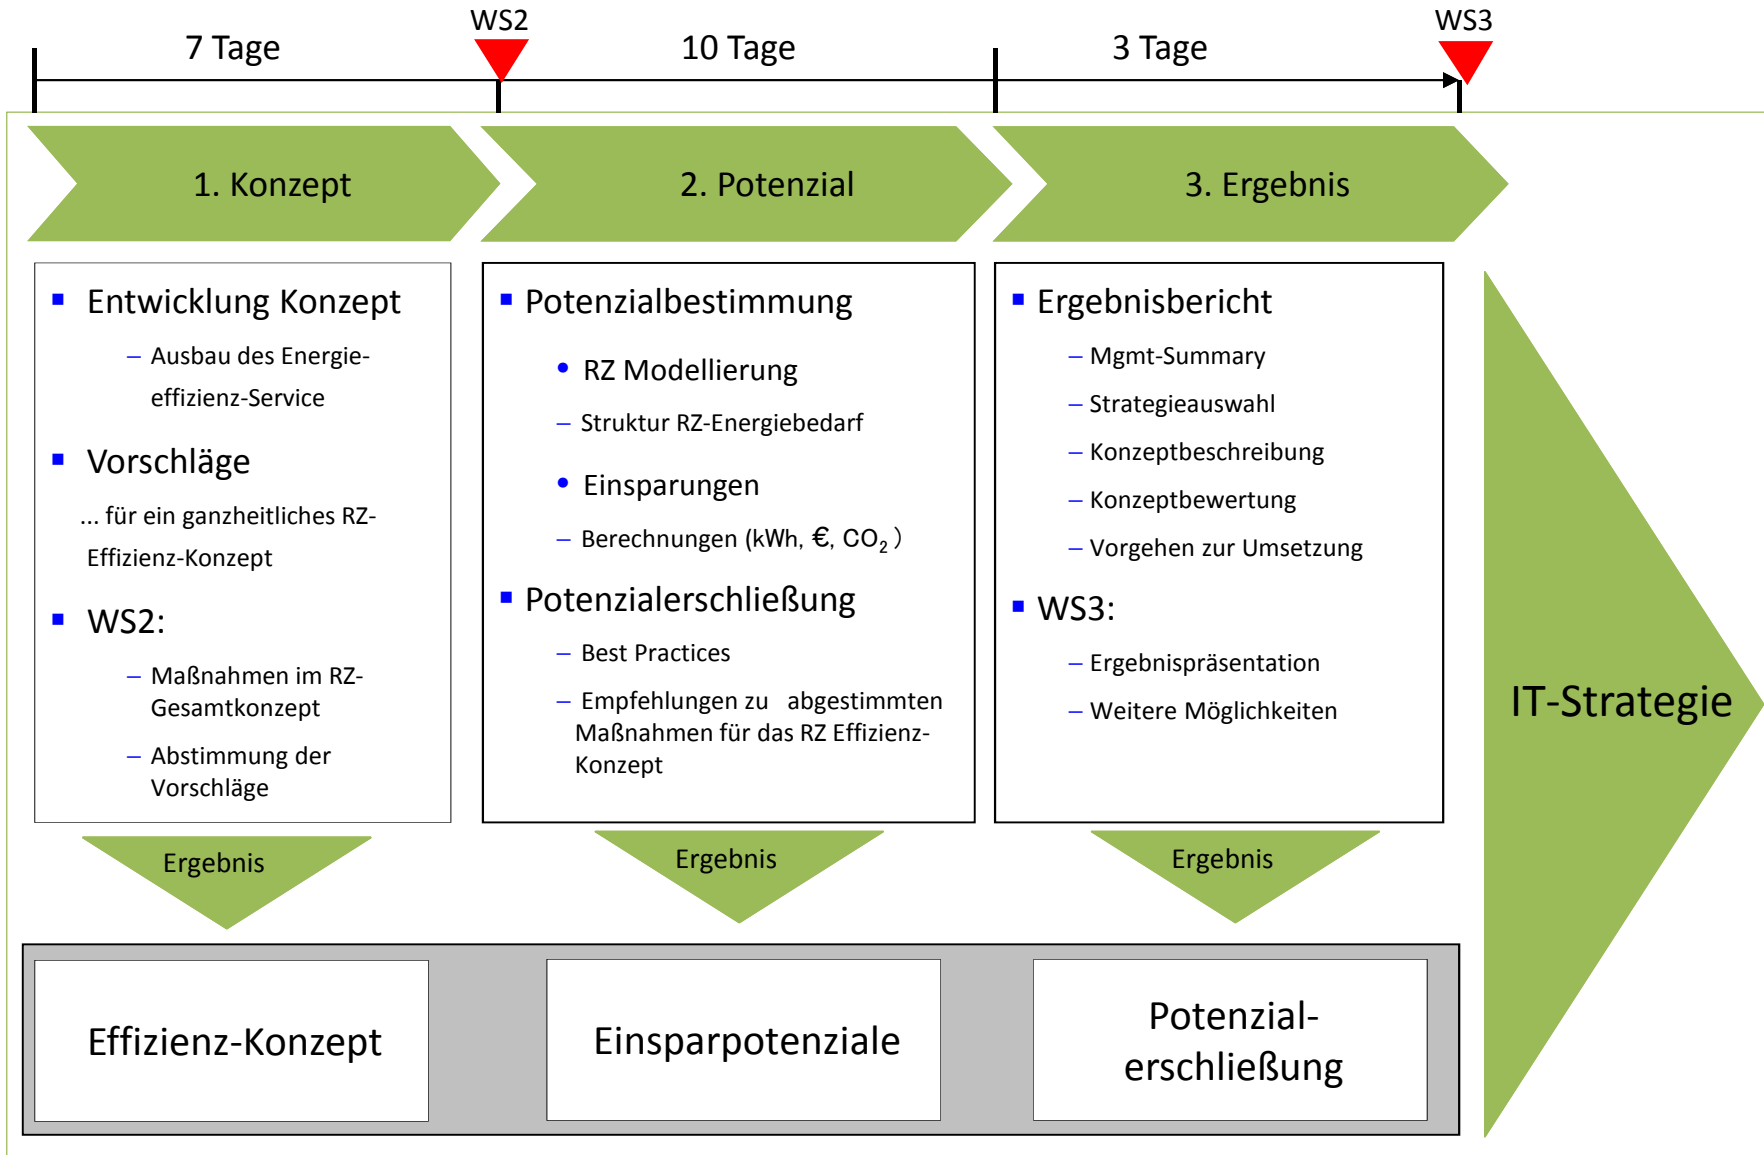 WS2
WS3
7 Tage
10 Tage
3 Tage
1. Konzept
2. Potenzial
3. Ergebnis
▪ Entwicklung Konzept
– Ausbau des Energie-
effizienz-Service
▪ Vorschläge
... für ein ganzheitliches RZ-
Effizienz-Konzept
▪ WS2:
– Maßnahmen im RZ-
Gesamtkonzept
– Abstimmung der
Vorschläge
▪ Potenzialbestimmung
• RZ Modellierung
– Struktur RZ-Energiebedarf
• Einsparungen
– Berechnungen (kWh, €, CO₂ )
▪ Potenzialerschließung
– Best Practices
– Empfehlungen zu abgestimmten
Maßnahmen für das RZ Effizienz-
Konzept
▪ Ergebnisbericht
– Mgmt-Summary
– Strategieauswahl
– Konzeptbeschreibung
– Konzeptbewertung
– Vorgehen zur Umsetzung
▪ WS3:
– Ergebnispräsentation
– Weitere Möglichkeiten
IT-Strategie
Ergebnis
Ergebnis
Ergebnis
Effizienz-Konzept
Einsparpotenziale
Potenzial-
erschließung